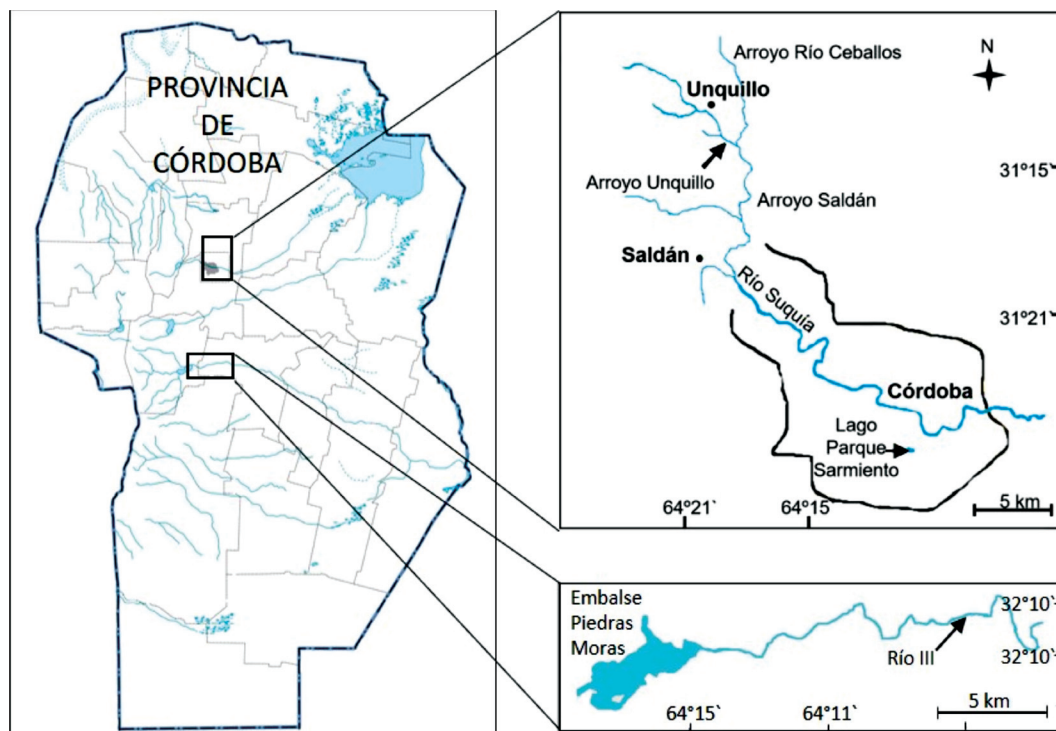 PROVINCIA
DE
CÓRDOBA
Arroyo Río Ceballos
N
Unquillo
31°15
Arroyo Unquillo
Arroyo Saldán
Saldán
Río Suquía
31°21
Córdoba
Lago
Parque
Sarmiento
5 km
64°21`
64°15
Embalse
Piedras
Moras
32°10`
Río III
32°10`
64°15`
64°11`
5 km